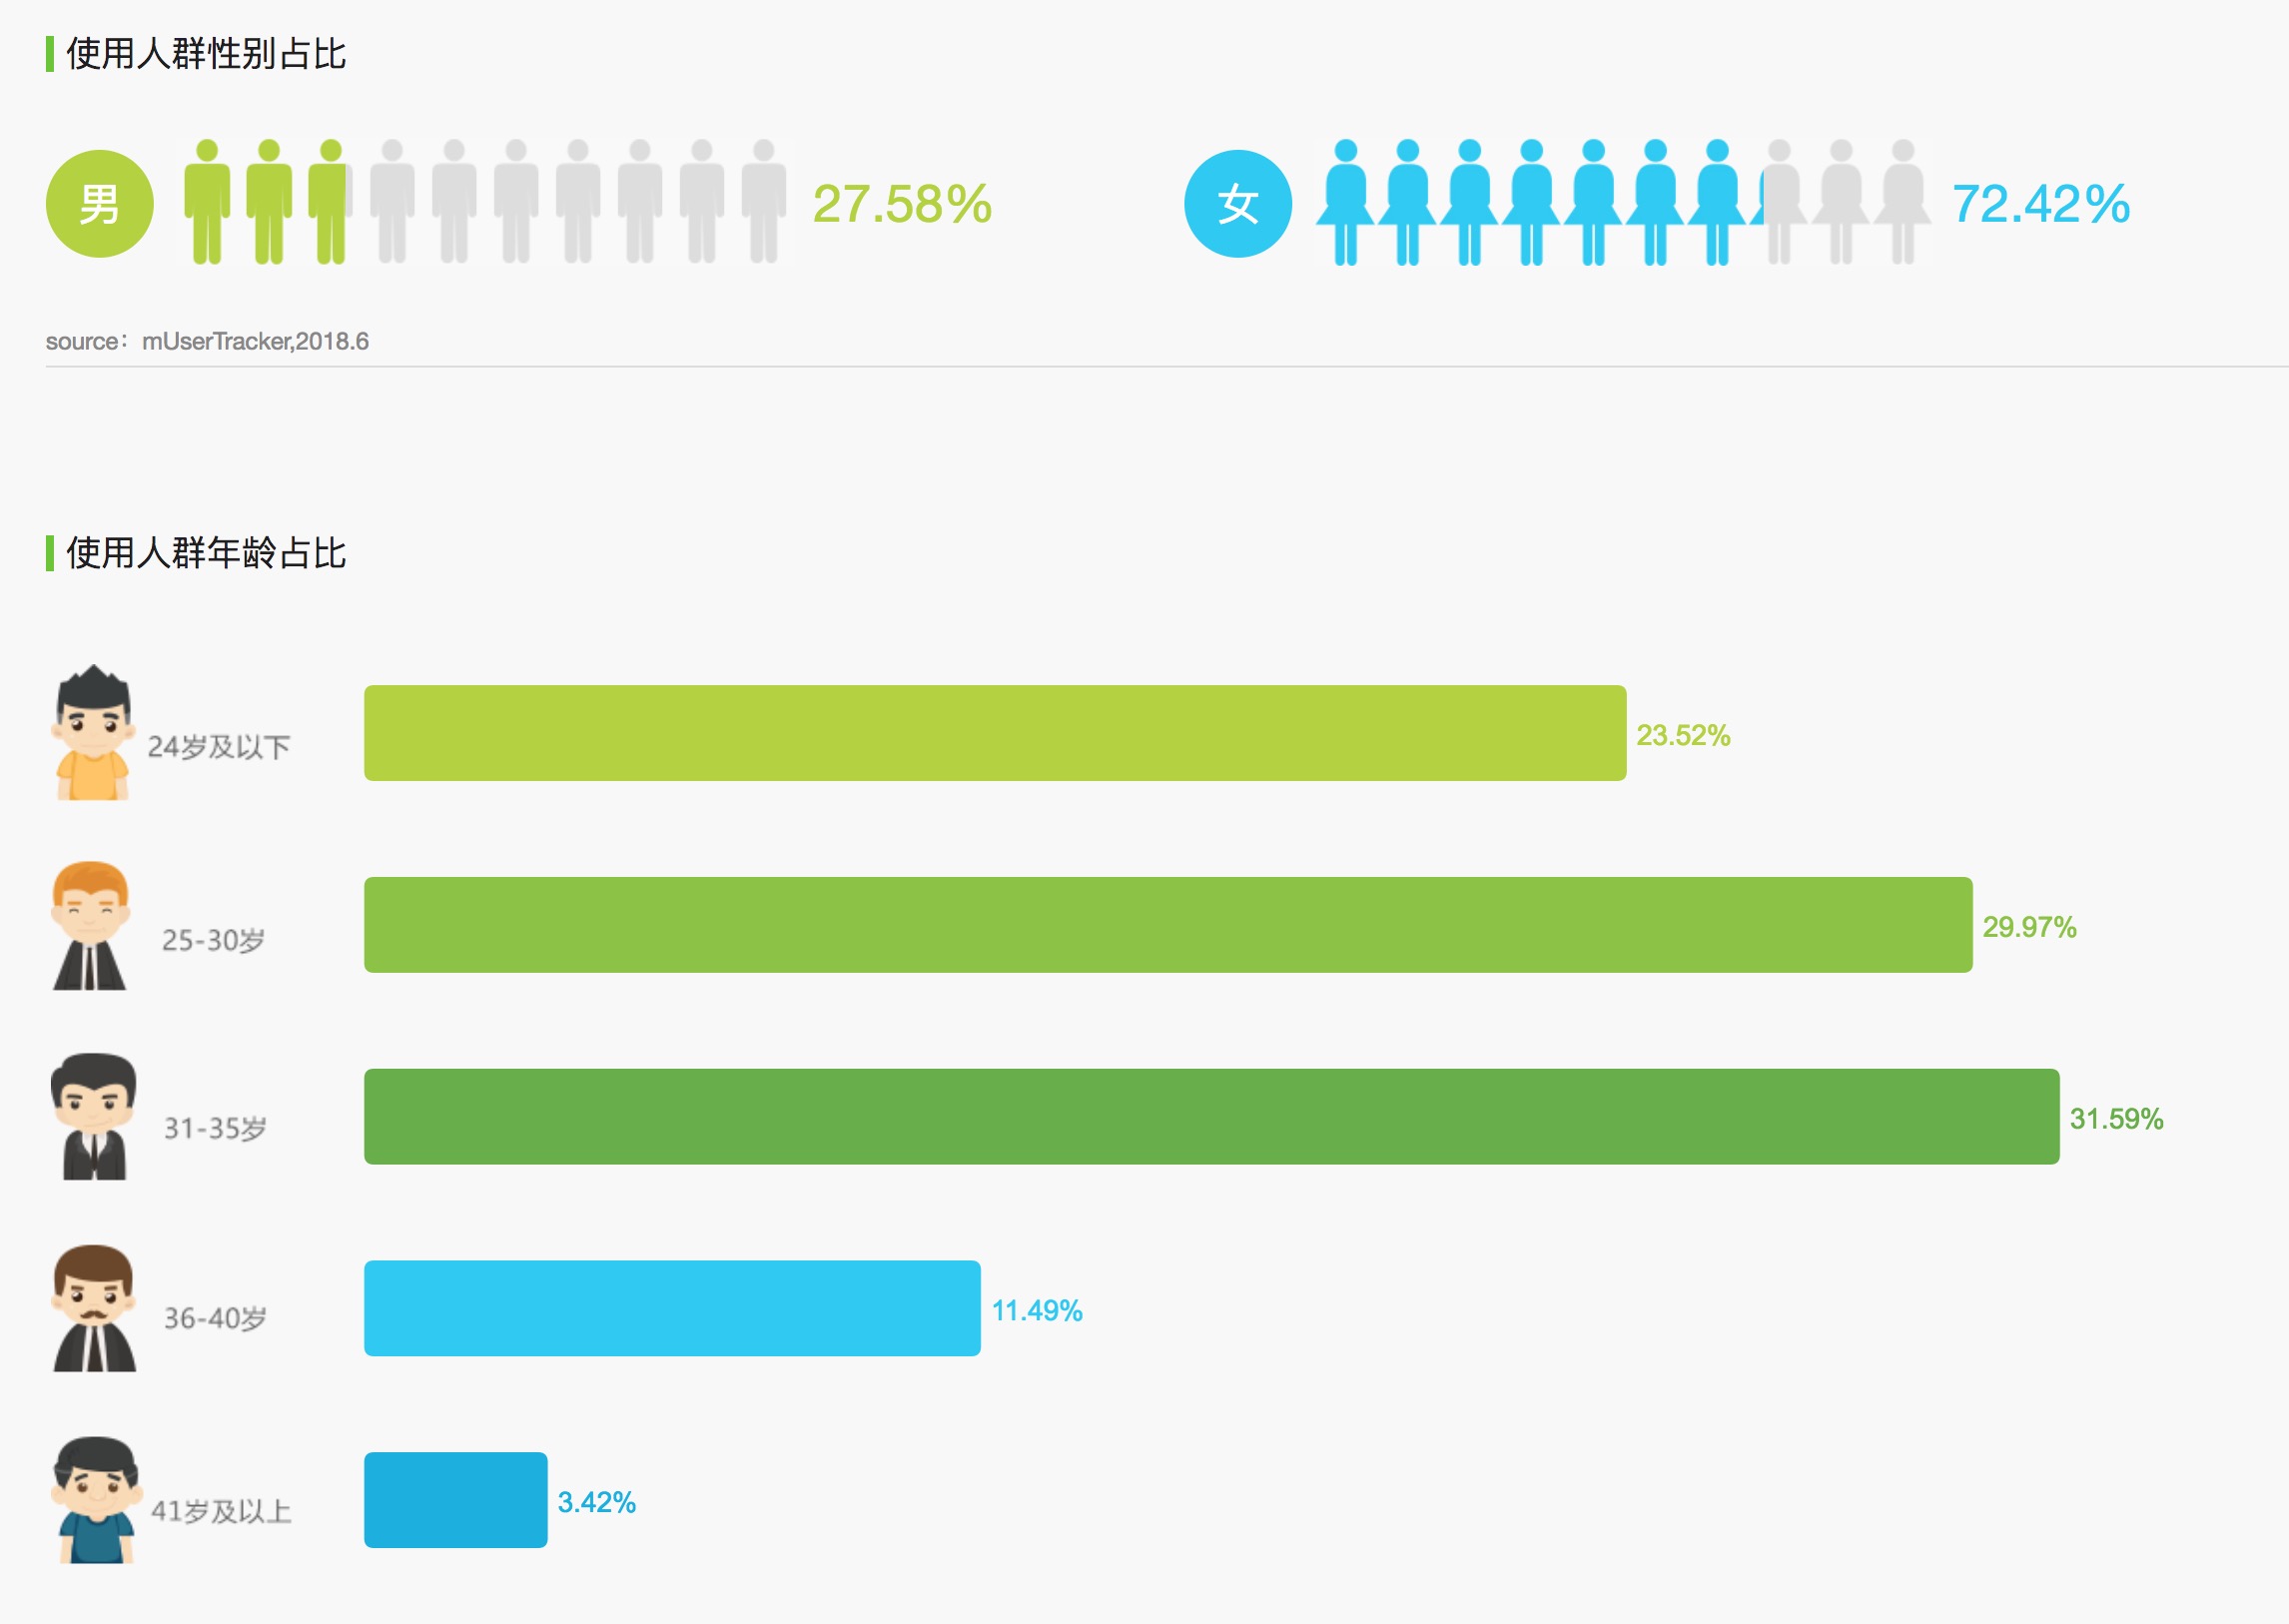 使用人群性别占比
男 27.58% 女 72.42%
source：mUserTracker,2018.6
使用人群年龄占比
24岁及以下 23.52%
25-30岁 29.97%
31-35岁 31.59%
36-40岁 11.49%
41岁及以上 3.42%